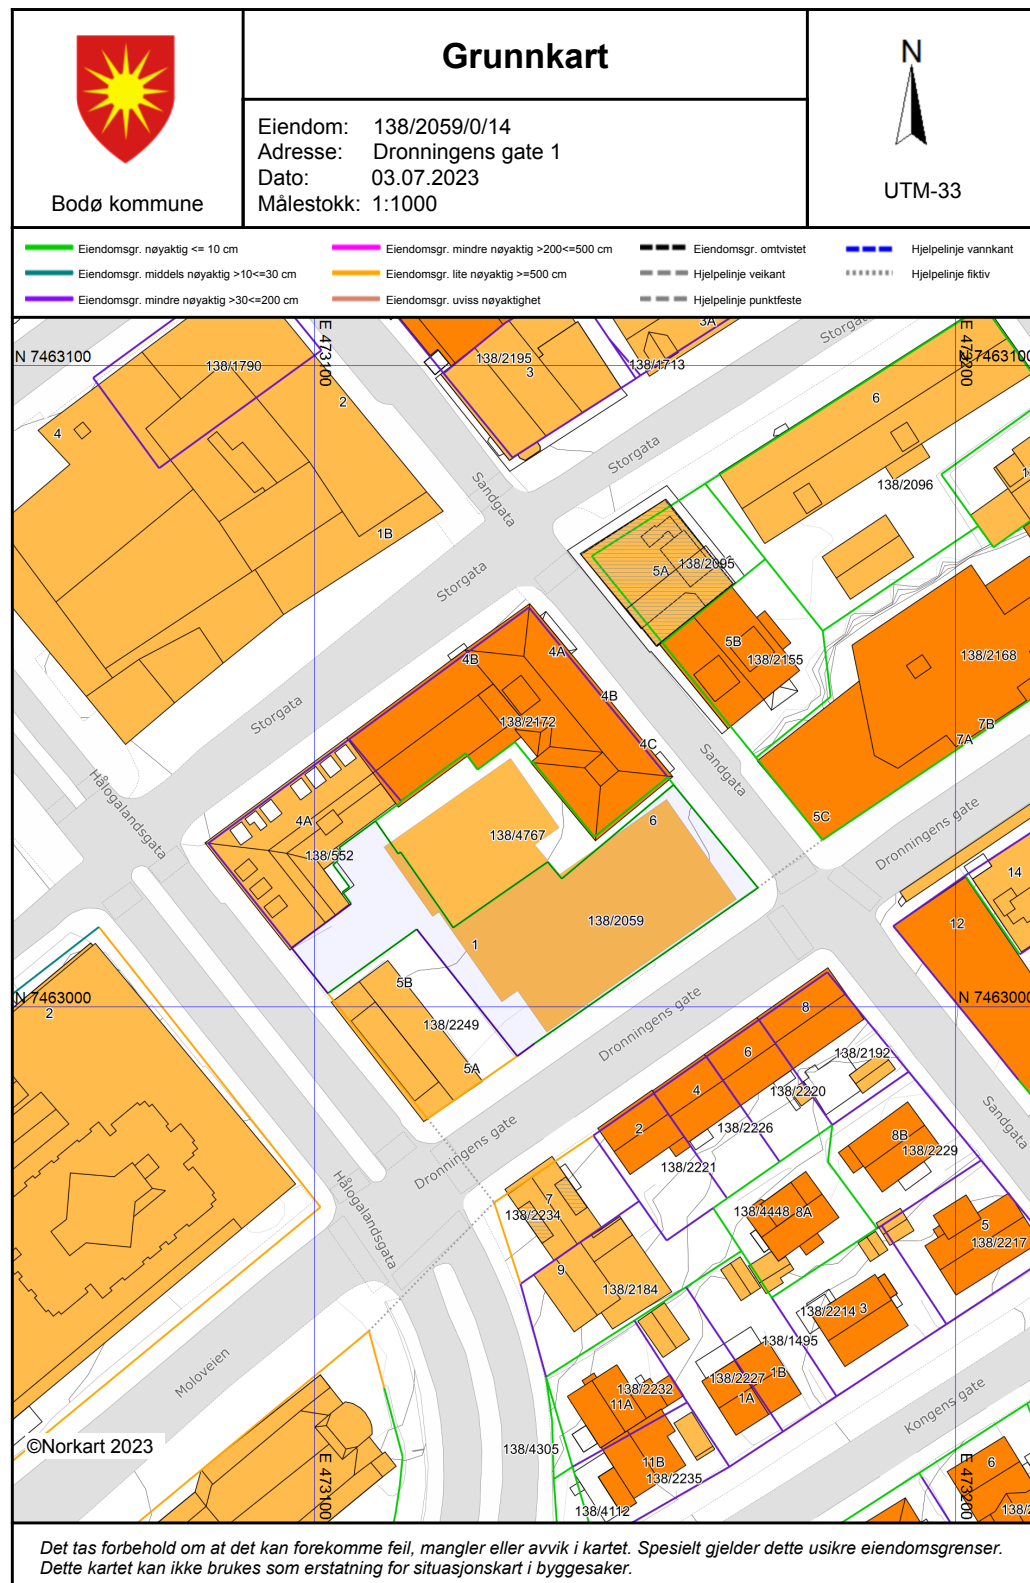 Grunnkart
Bodø kommune
Eiendom: 138/2059/0/14
Adresse: Dronningens gate 1
Dato: 03.07.2023
Målestokk: 1:1000
N
UTM-33
Eiendomsgr. nøyaktig <= 10 cm
Eiendomsgr. middels nøyaktig >10<=30 cm
Eiendomsgr. mindre nøyaktig >30<=200 cm
Eiendomsgr. mindre nøyaktig >200<=500 cm
Eiendomsgr. lite nøyaktig >=500 cm
Eiendomsgr. uviss nøyaktighet
Eiendomsgr. omtvistet
Hjelpelinje veikant
Hjelpelinje punktfeste
Hjelpelinje vannkant
Hjelpelinje fiktiv
3A
Storgata
N 7463100
E 473100
138/1790
138/2195
3
138/1713
E 473200
N 7463100
2
6
4
Storgata
Sandgata
138/2096
1B
Storgata
5A
138/2095
5B
138/2155
138/2168
4A
4B
4B
138/2172
4C
7B
7A
Storgata
Sandgata
Hålogalandsgata
4A
138/552
138/4767
6
5C
Dronningens gate
14
12
138/2059
1
5B
N 7463000
2
N 7463000
138/2249
5A
Dronningens gate
8
6
138/2192
4
138/2220
2
138/2226
138/2221
Sandgata
8B
138/2229
Dronningens gate
7
138/2234
138/4448
8A
5
138/2217
Hålogalandsgata
9
138/2184
138/2214
3
138/1495
Moloveien
138/2227
1B
1A
138/2232
11A
Kongens gate
©Norkart 2023
138/4305
11B
138/2235
6
E 473100
E 473200
138/4112
Det tas forbehold om at det kan forekomme feil, mangler eller avvik i kartet. Spesielt gjelder dette usikre eiendomsgrenser.
Dette kartet kan ikke brukes som erstatning for situasjonskart i byggesaker.